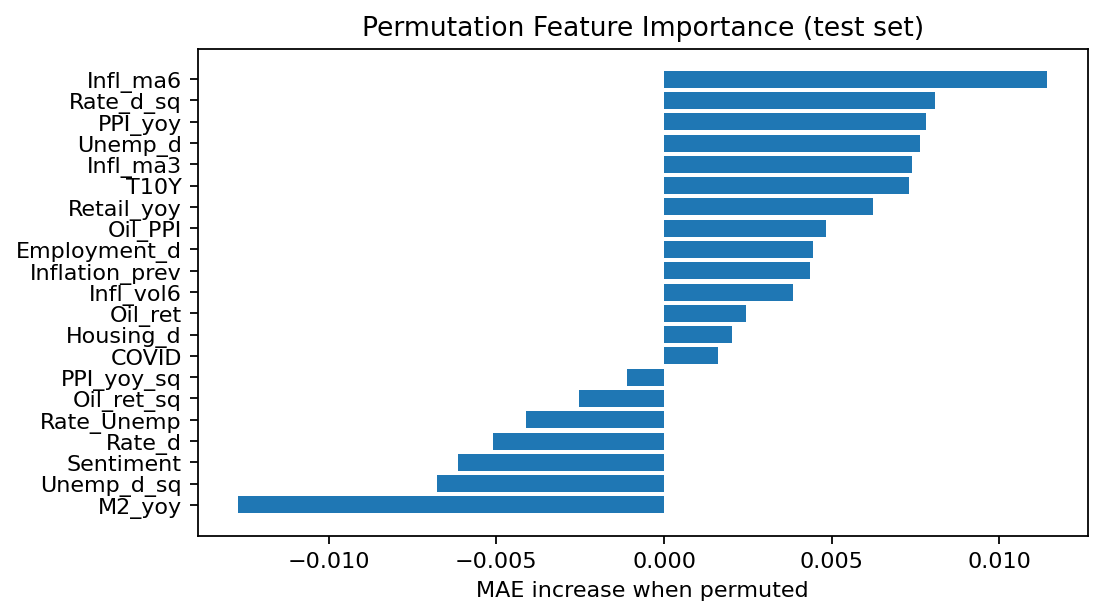 Permutation Feature Importance (test set)
Infl_ma6
Rate_d_sq
PPI_yoy
Unemp_d
Infl_ma3
T10Y
Retail_yoy
Oil_PPI
Employment_d
Inflation_prev
Infl_vol6
Oil_ret
Housing_d
COVID
PPI_yoy_sq
Oil_ret_sq
Rate_Unemp
Rate_d
Sentiment
Unemp_d_sq
M2_yoy
−0.010 −0.005 0.000 0.005 0.010
MAE increase when permuted